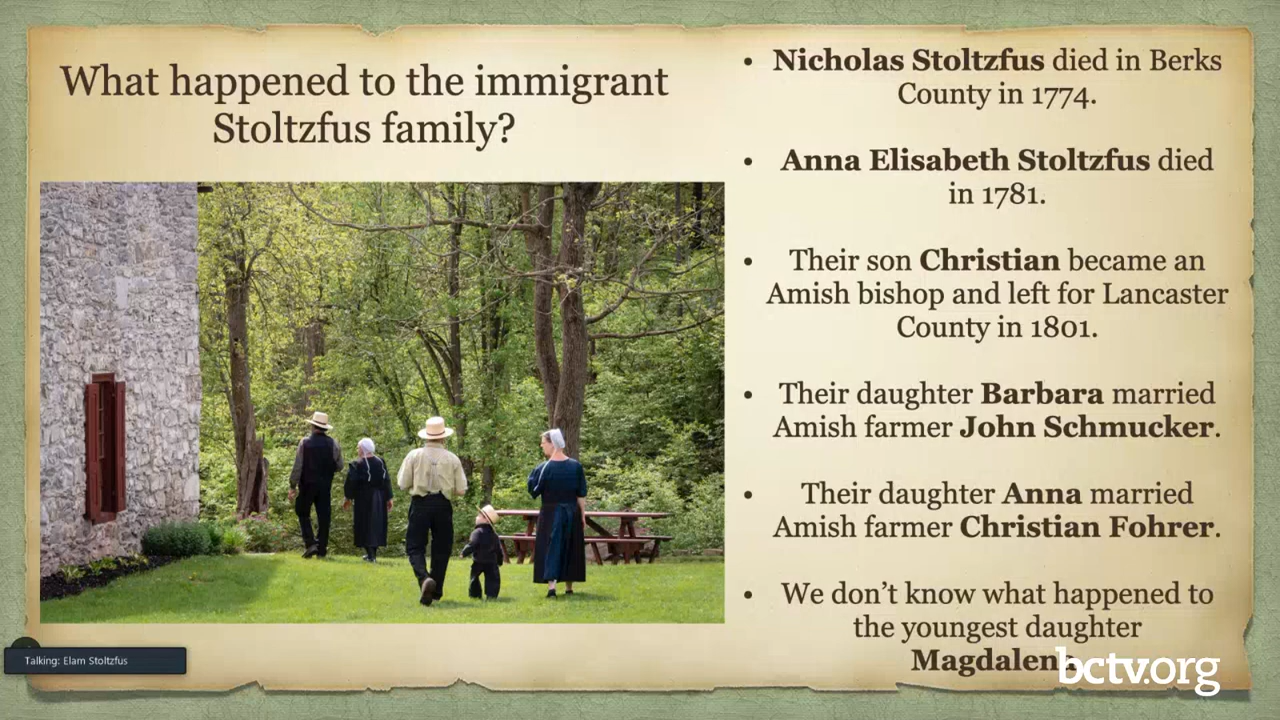 What happened to the immigrant
Stoltzfus family?
• Nicholas Stoltzfus died in Berks
County in 1774.
• Anna Elisabeth Stoltzfus died
in 1781.
• Their son Christian became an
Amish bishop and left for Lancaster
County in 1801.
• Their daughter Barbara married
Amish farmer John Schmucker.
• Their daughter Anna married
Amish farmer Christian Fohrer.
• We don’t know what happened to
the youngest daughter
Magdalena
Talking: Elam Stoltzfus
bctv.org